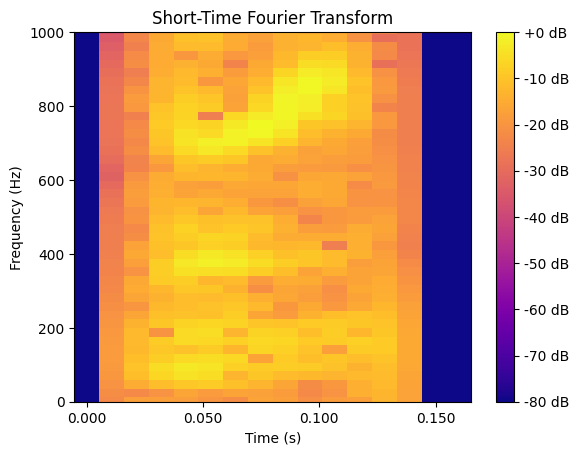 Short-Time Fourier Transform
1000
800
600
400
200
0
Frequency (Hz)
0.000
0.050
0.100
0.150
Time (s)
+0 dB
-10 dB
-20 dB
-30 dB
-40 dB
-50 dB
-60 dB
-70 dB
-80 dB